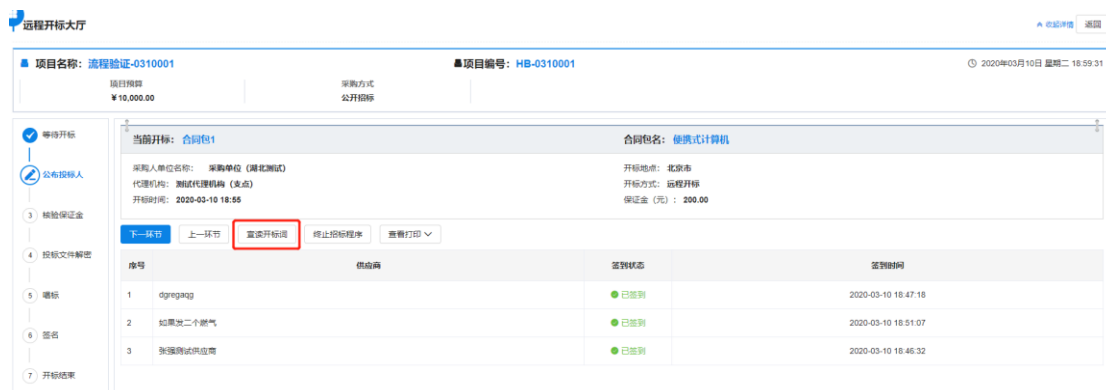 远程开标大厅
收起详情 返回
项目名称：流程验证-0310001 项目编号：HB-0310001 2020年03月10日 星期二 18:59:31
项目预算 采购方式
￥10,000.00 公开招标
等待开标
公布投标人
3 核验保证金
4 投标文件解密
5 唱标
6 签名
7 开标结束
当前开标：合同包1 合同包名：便携式计算机
采购人单位名称：采购单位（湖北测试） 开标地点：北京市
代理机构：测试代理机构（支点） 开标方式：远程开标
开标时间：2020-03-10 18:55 保证金（元）：200.00
下一环节 上一环节 宣读开标词 终止招标程序 查看打印
序号 供应商 签到状态 签到时间
1 dgregaqg 已签到 2020-03-10 18:47:18
2 如果发二个燃气 已签到 2020-03-10 18:51:07
3 张强测试供应商 已签到 2020-03-10 18:46:32